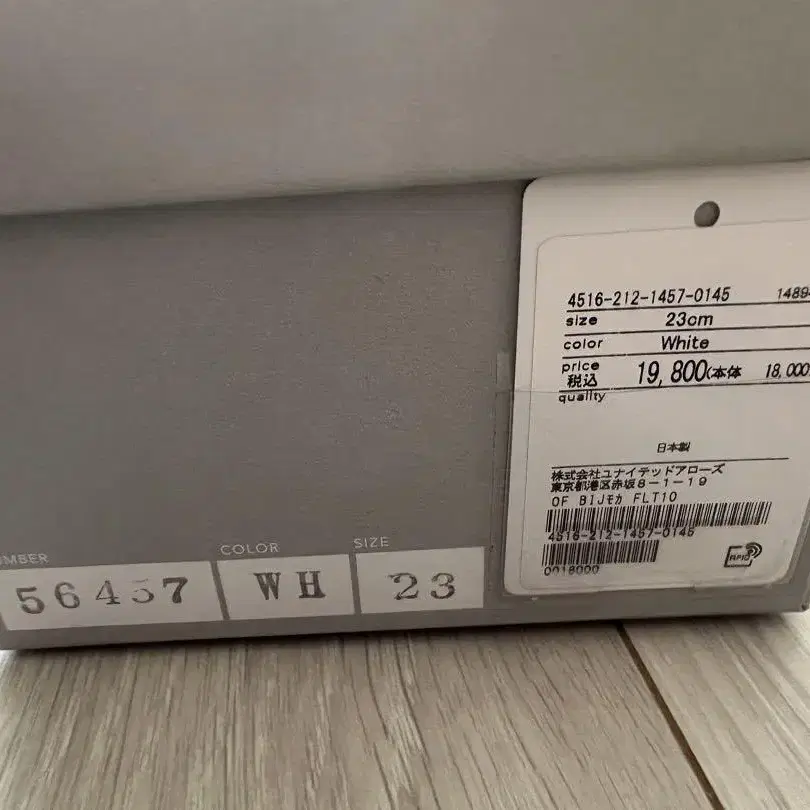 4516-212-1457-0145 1489
size 23cm
color White
price
税込 19,800(本体 18,000
quality
日本製
株式会社ユナイテッドアローズ
東京都港区赤坂8-1-19
OF BIJモカ FLT10
4516-212-1457-0145
0018000
RFID
UMBER COLOR SIZE
56457 WH 23